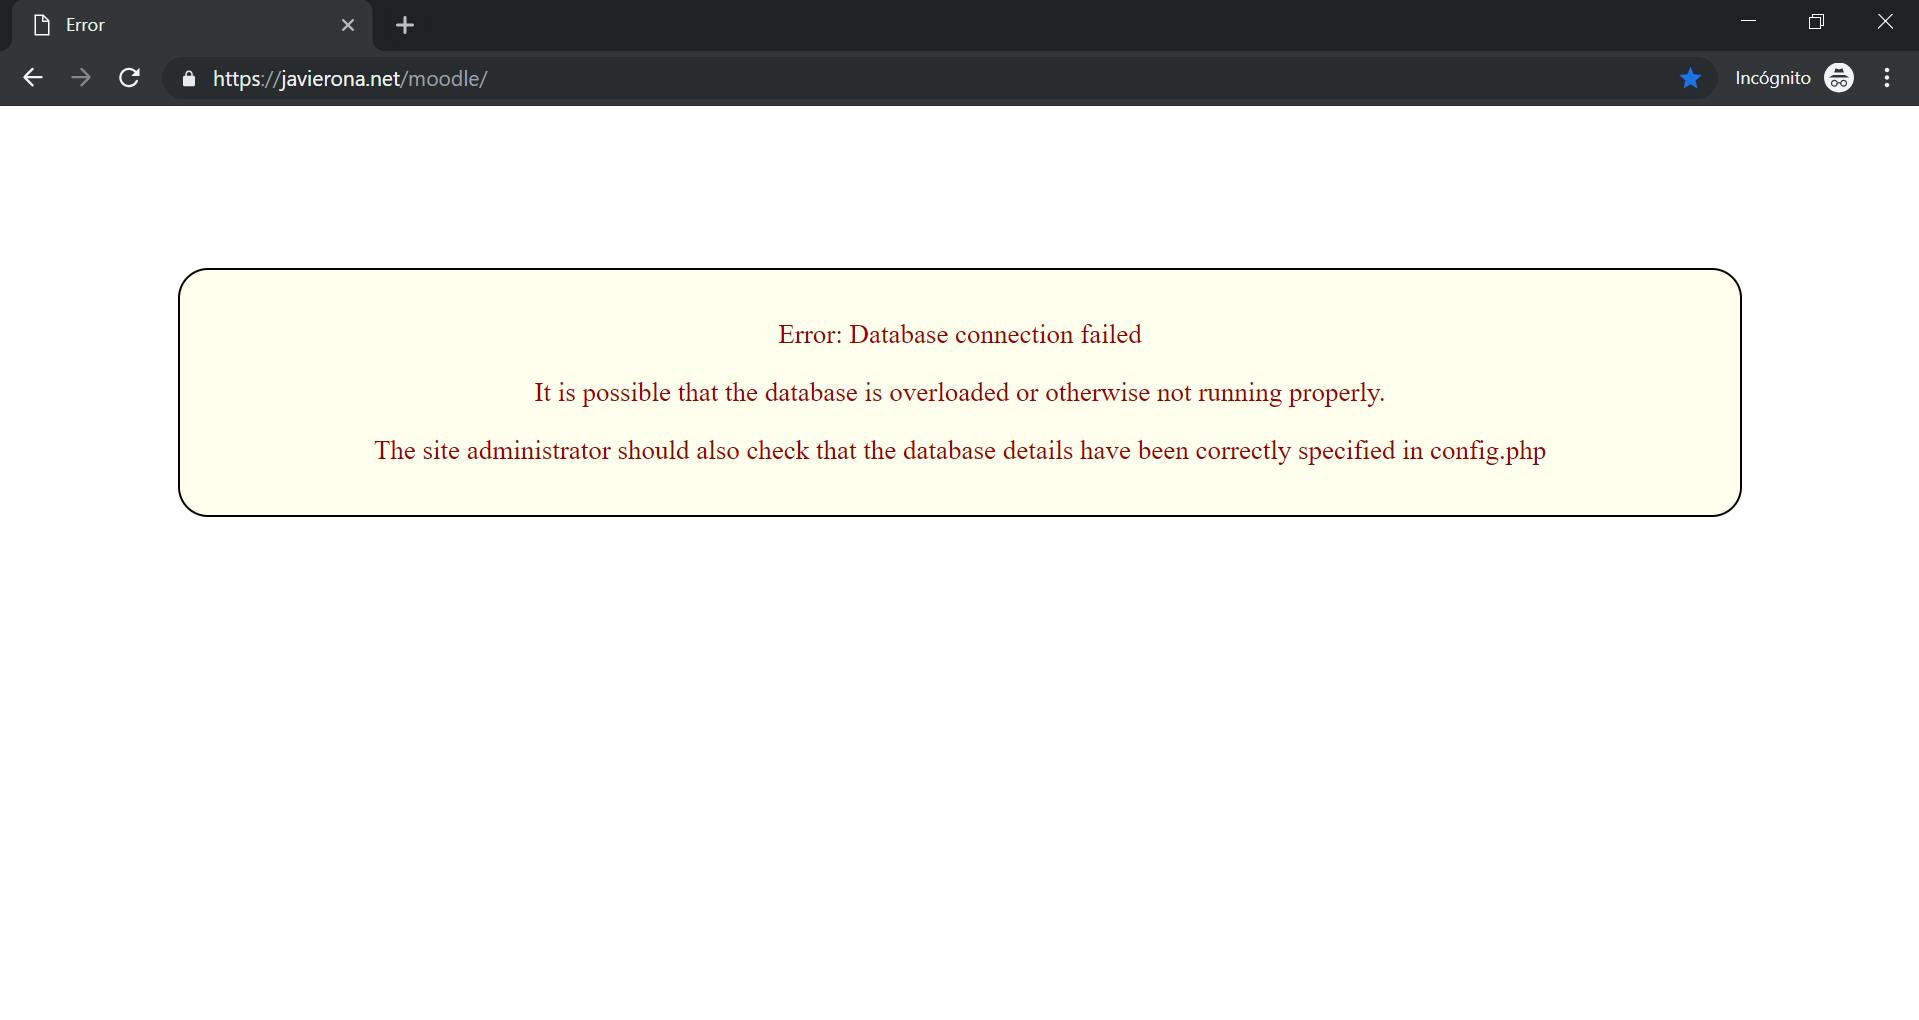 Error
https://javierona.net/moodle/
Incógnito
Error: Database connection failed
It is possible that the database is overloaded or otherwise not running properly.
The site administrator should also check that the database details have been correctly specified in config.php